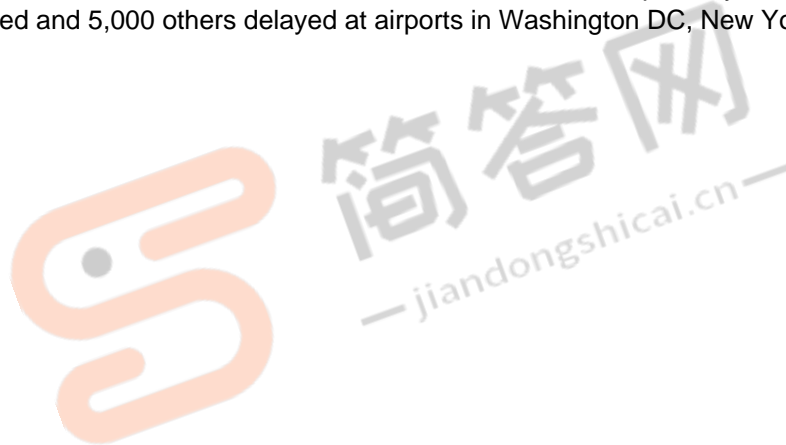 ed and 5,000 others delayed at airports in Washington DC, New Yo
简答网
jiandongshicai.cn